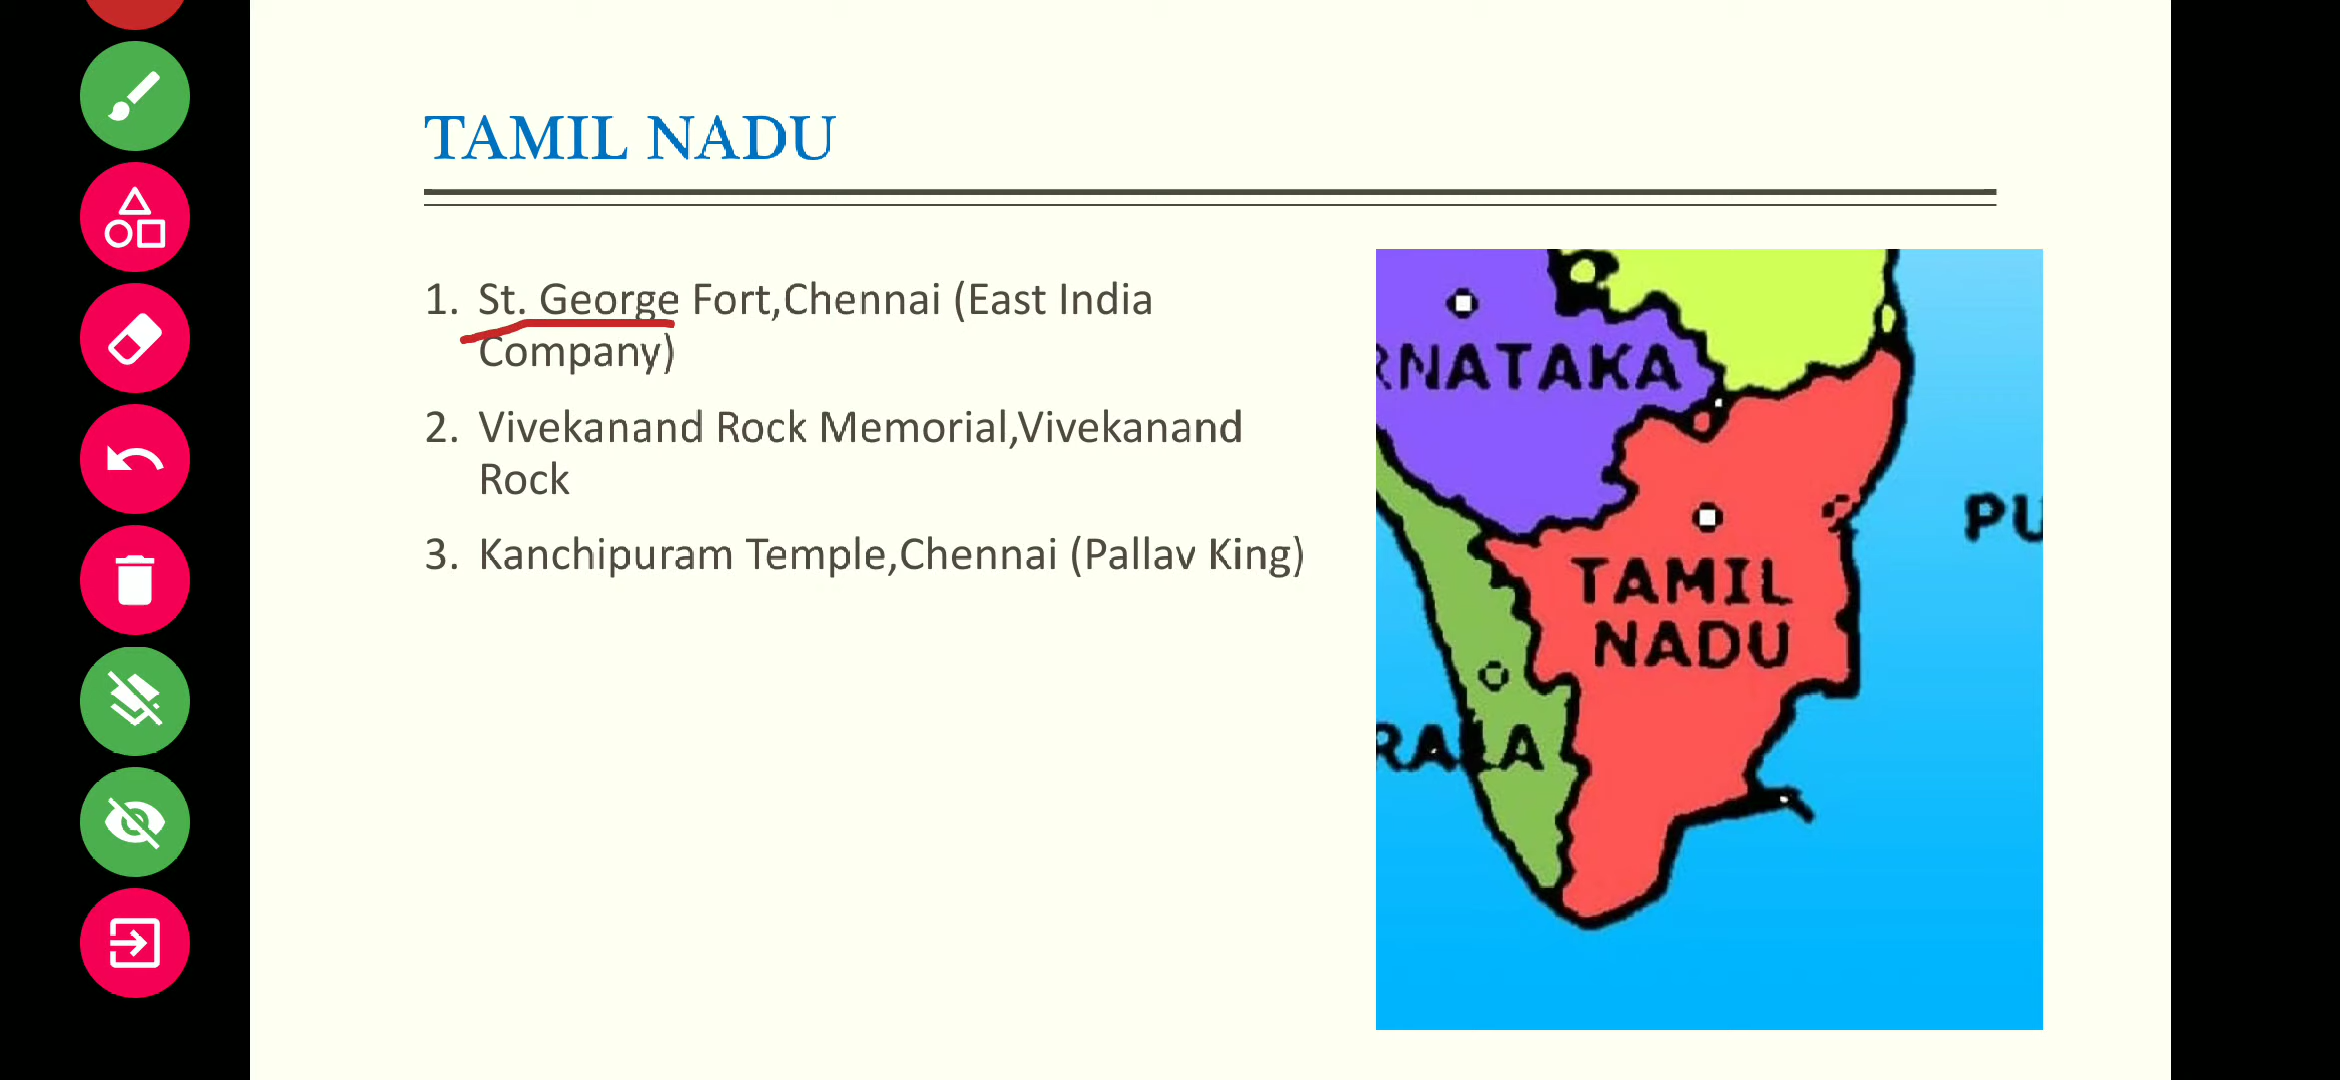 TAMIL NADU
1. St. George Fort,Chennai (East India
Company)
2. Vivekanand Rock Memorial,Vivekanand
Rock
3. Kanchipuram Temple,Chennai (Pallav King)
RNATAKA
PU
TAMIL
NADU
RALA